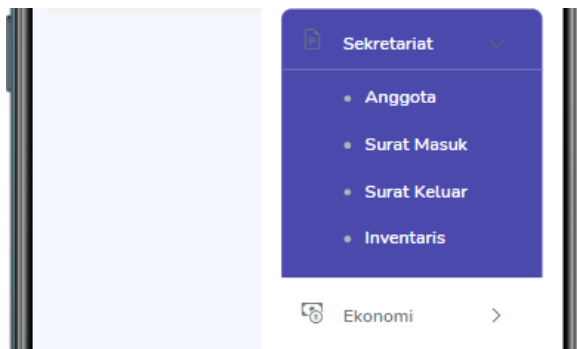 Sekretariat
Anggota
Surat Masuk
Surat Keluar
Inventaris
Ekonomi